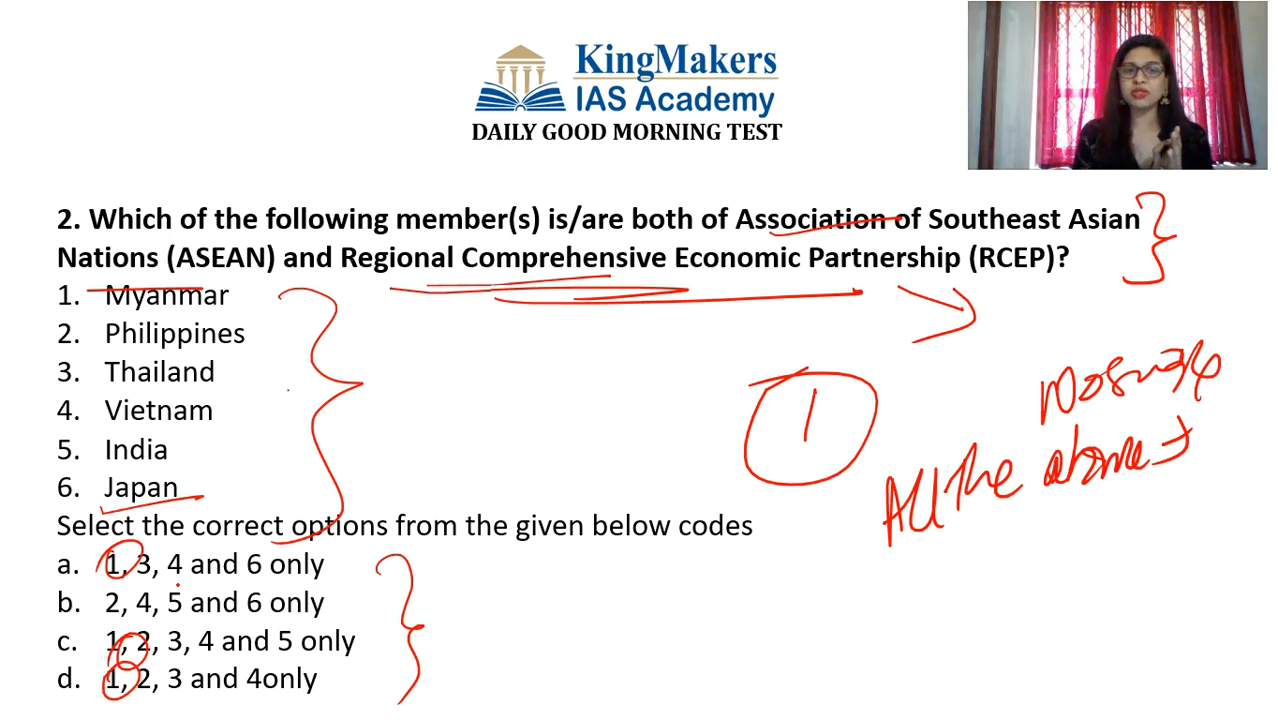 KingMakers
IAS Academy
DAILY GOOD MORNING TEST
2. Which of the following member(s) is/are both of Association of Southeast Asian
Nations (ASEAN) and Regional Comprehensive Economic Partnership (RCEP)?
1. Myanmar
2. Philippines
3. Thailand
4. Vietnam
5. India
6. Japan
Select the correct options from the given below codes
a. 1, 3, 4 and 6 only
b. 2, 4, 5 and 6 only
c. 1, 2, 3, 4 and 5 only
d. 1, 2, 3 and 4only
1
All the above